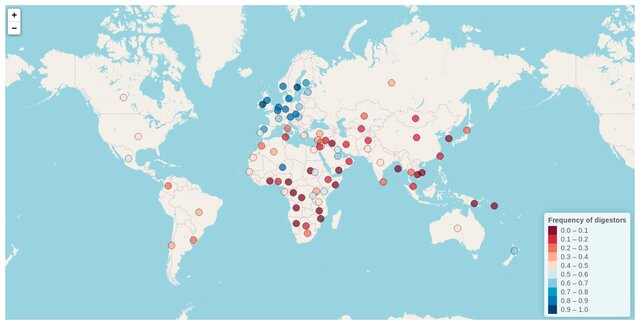 +
−
Frequency of digestors
0.0 – 0.1
0.1 – 0.2
0.2 – 0.3
0.3 – 0.4
0.4 – 0.5
0.5 – 0.6
0.6 – 0.7
0.7 – 0.8
0.8 – 0.9
0.9 – 1.0